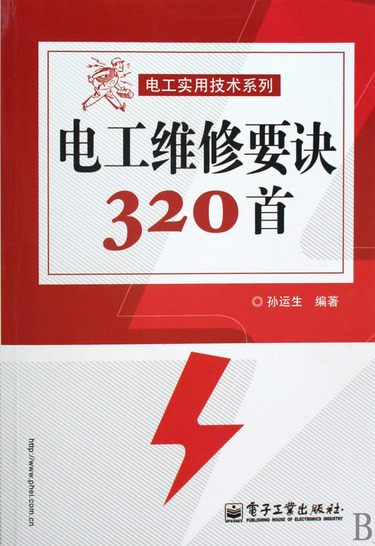 电工实用技术系列
电工维修要诀
320首
◎ 孙运生 编著
http://www.phei.com.cn
電子工業出版社
PUBLISHING HOUSE OF ELECTRONICS INDUSTRY
B